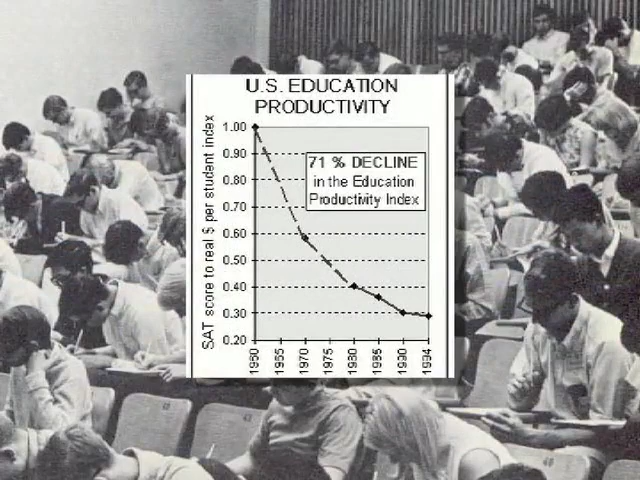 U.S. EDUCATION
PRODUCTIVITY
SAT score to real $ per student index
1.00
0.90
0.80
0.70
0.60
0.50
0.40
0.30
0.20
71 % DECLINE
in the Education
Productivity Index
1960
1965
1970
1975
1980
1985
1990
1994